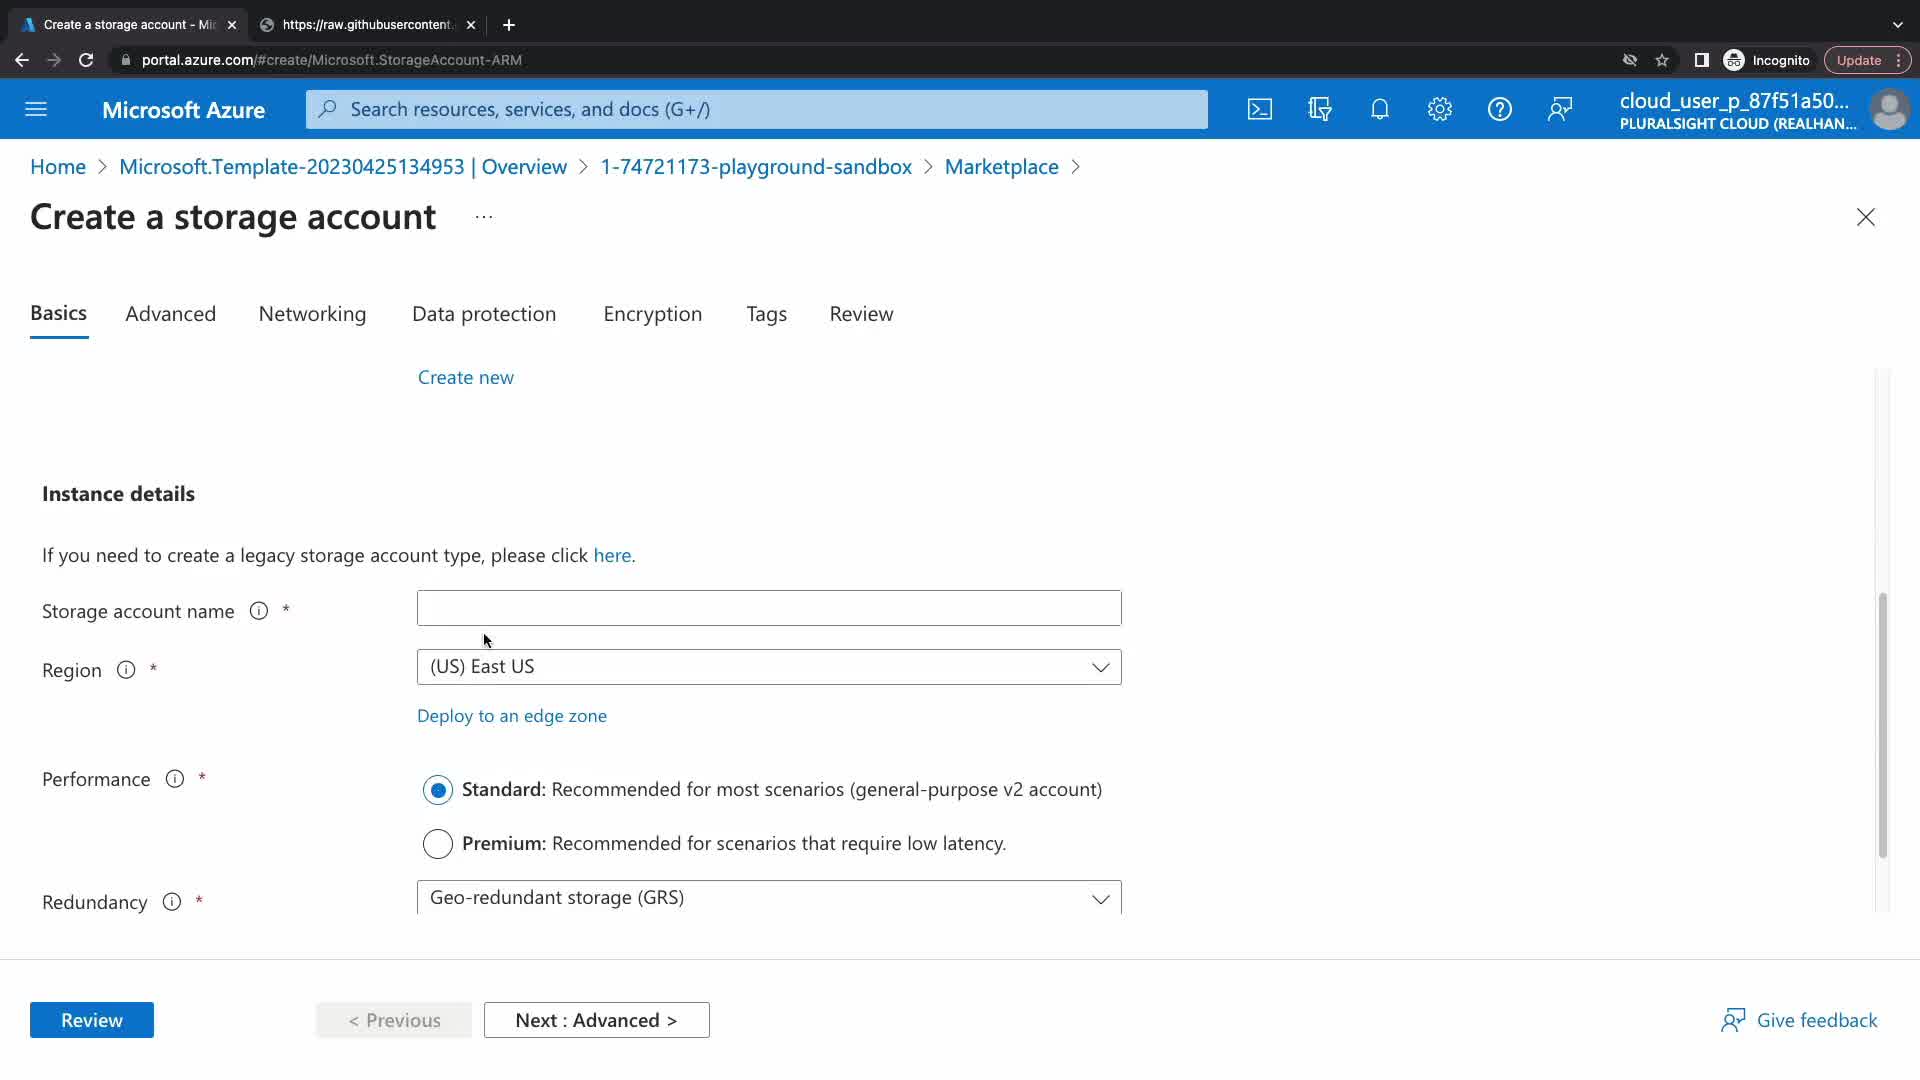 Create a storage account - Mic
https://raw.githubusercontent.
portal.azure.com/#create/Microsoft.StorageAccount-ARM
Incognito
Update
Microsoft Azure
Search resources, services, and docs (G+/)
cloud_user_p_87f51a50...
PLURALSIGHT CLOUD (REALHAN...
Home > Microsoft.Template-20230425134953 | Overview > 1-74721173-playground-sandbox > Marketplace >
Create a storage account ...
Basics Advanced Networking Data protection Encryption Tags Review
Create new
Instance details
If you need to create a legacy storage account type, please click here.
Storage account name *
Region *
(US) East US
Deploy to an edge zone
Performance *
Standard: Recommended for most scenarios (general-purpose v2 account)
Premium: Recommended for scenarios that require low latency.
Redundancy *
Geo-redundant storage (GRS)
Review
< Previous
Next : Advanced >
Give feedback